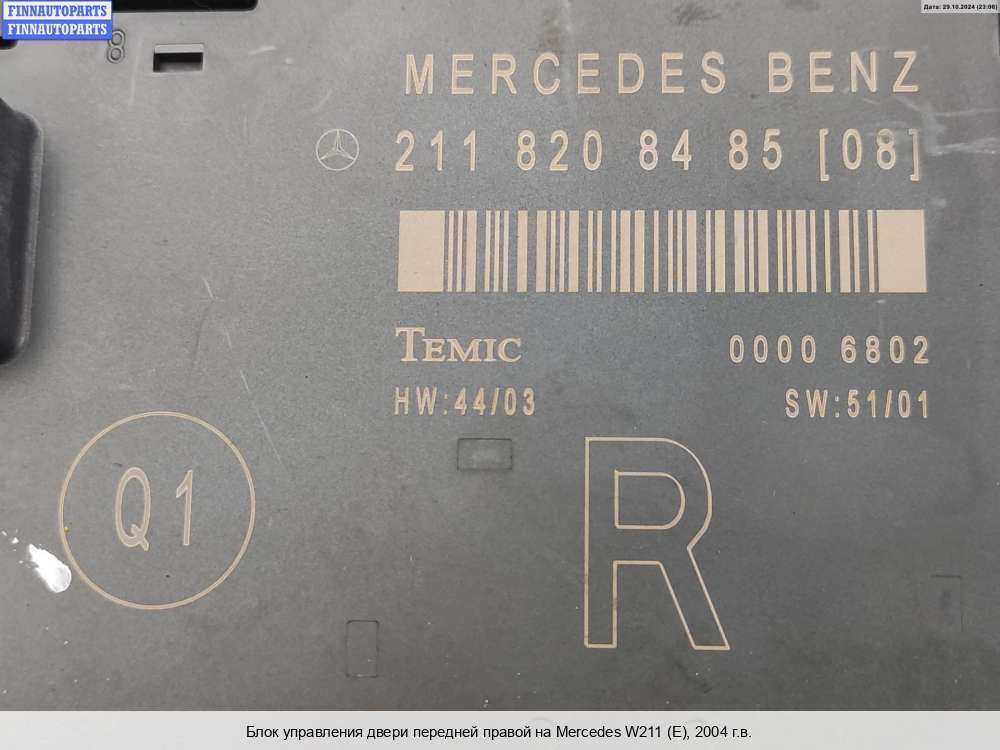 FINNAUTOPARTS
FINNAUTOPARTS
Дата: 29.10.2024 (23:06)
8
MERCEDES BENZ
211 820 84 85 [08]
TEMIC 0000 6802
HW:44/03 SW:51/01
Q1
R
Блок управления двери передней правой на Mercedes W211 (E), 2004 г.в.